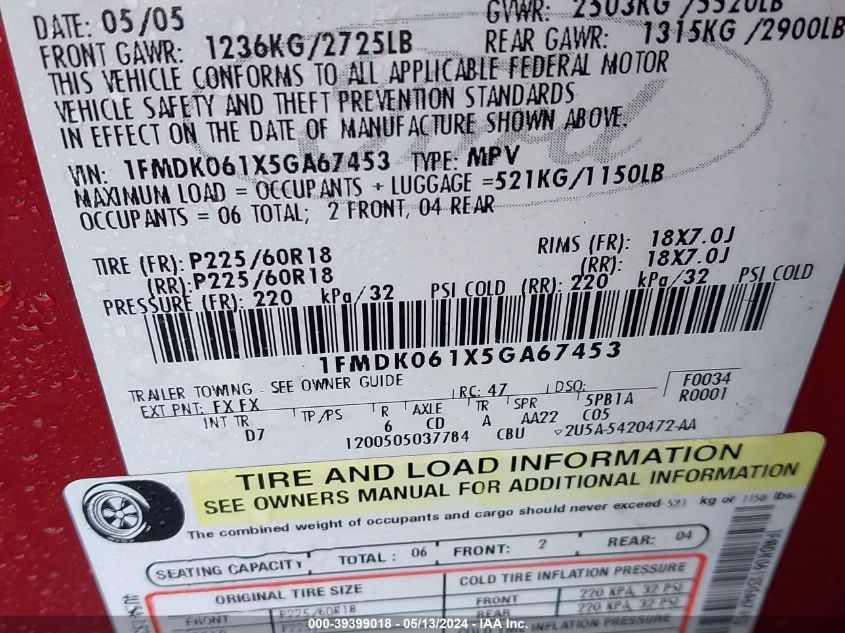 DATE: 05/05
GVWR: 2503KG /5520LB
FRONT GAWR: 1236KG/2725LB
REAR GAWR: 1315KG /2900LB
THIS VEHICLE CONFORMS TO ALL APPLICABLE FEDERAL MOTOR
VEHICLE SAFETY AND THEFT PREVENTION STANDARDS
IN EFFECT ON THE DATE OF MANUFACTURE SHOWN ABOVE.
VIN: 1FMDK061X5GA67453 TYPE: MPV
MAXIMUM LOAD = OCCUPANTS + LUGGAGE =521KG/1150LB
OCCUPANTS = 06 TOTAL; 2 FRONT, 04 REAR
TIRE (FR): P225/60R18 RIMS (FR): 18X7.0J
(RR): P225/60R18 (RR): 18X7.0J
PRESSURE (FR): 220 kPa/32 PSI COLD (RR): 220 kPa/32 PSI COLD
1FMDK061X5GA67453
TRAILER TOWING - SEE OWNER GUIDE
EXT PNT: FX FX RC: 47 DSO: F0034
R0001
INT TR TP/PS R AXLE TR SPR 5PB1A
D7 6 CD A AA22 C05
1200505037784 CBU 2U5A-5420472-AA
TIRE AND LOAD INFORMATION
SEE OWNERS MANUAL FOR ADDITIONAL INFORMATION
The combined weight of occupants and cargo should never exceed 521 kg or 1150 lbs.
SEATING CAPACITY TOTAL: 06 FRONT: 2 REAR: 04
ORIGINAL TIRE SIZE COLD TIRE INFLATION PRESSURE
FRONT P225/60R18 FRONT 220 KPA, 32 PSI
REAR 220 KPA, 32 PSI
000-39399018 - 05/13/2024 - IAA Inc.